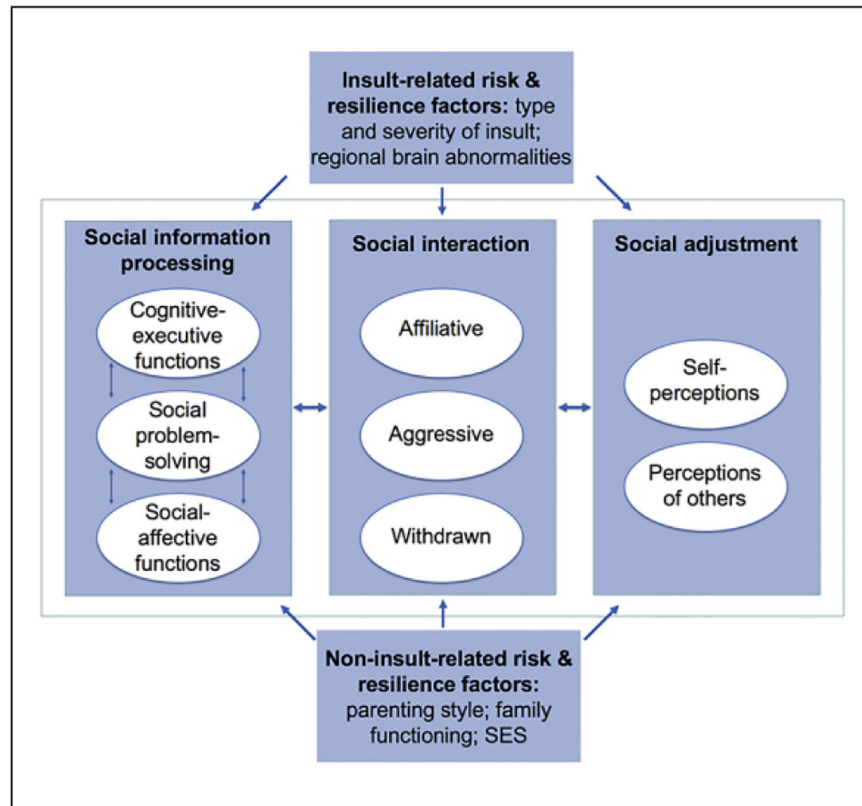 Insult-related risk &
resilience factors: type
and severity of insult;
regional brain abnormalities
Social information
processing
Cognitive-
executive
functions
Social
problem-
solving
Social-
affective
functions
Social interaction
Affiliative
Aggressive
Withdrawn
Social adjustment
Self-
perceptions
Perceptions
of others
Non-insult-related risk &
resilience factors:
parenting style; family
functioning; SES